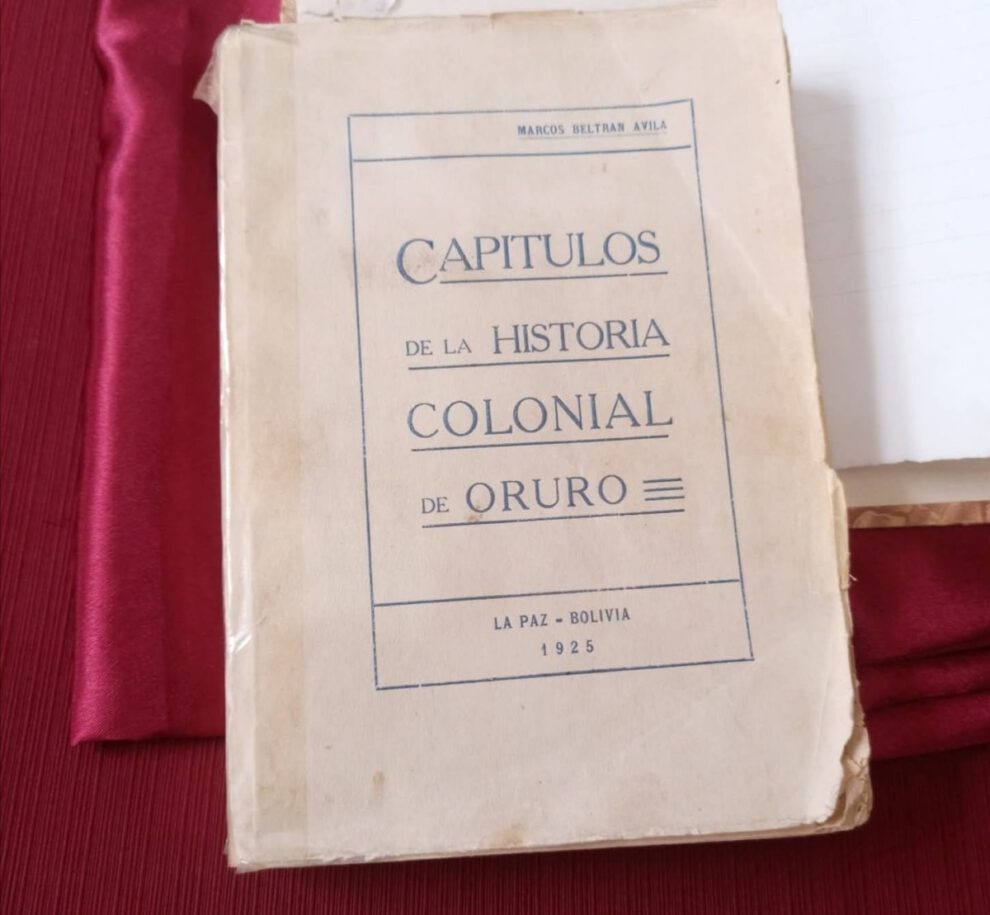 MARCOS BELTRAN AVILA
CAPITULOS
DE LA HISTORIA
COLONIAL
DE ORURO
LA PAZ - BOLIVIA
1925